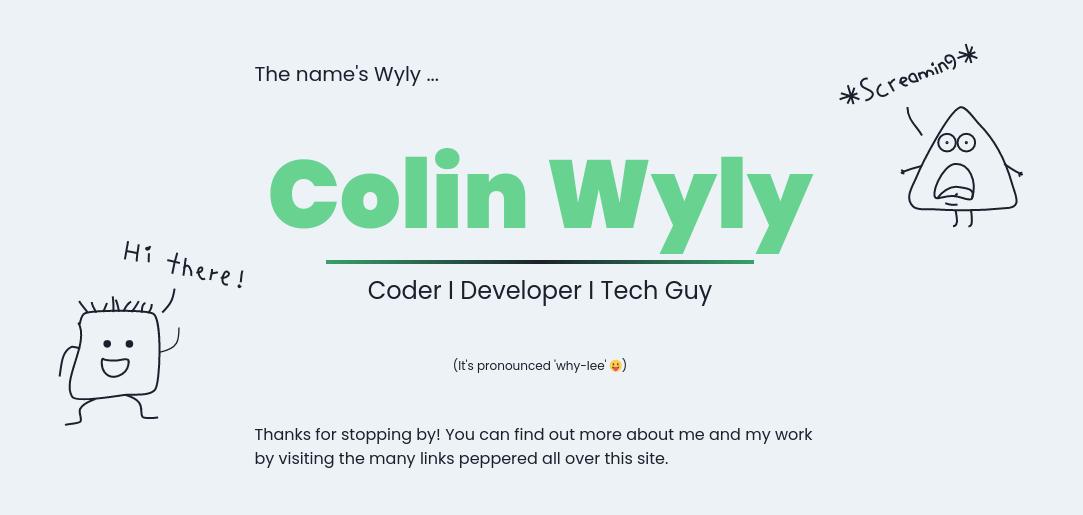 The name's Wyly ...
*Screaming*
Colin Wyly
Hi there!
Coder I Developer I Tech Guy
(It's pronounced 'why-lee' 😛)
Thanks for stopping by! You can find out more about me and my work
by visiting the many links peppered all over this site.